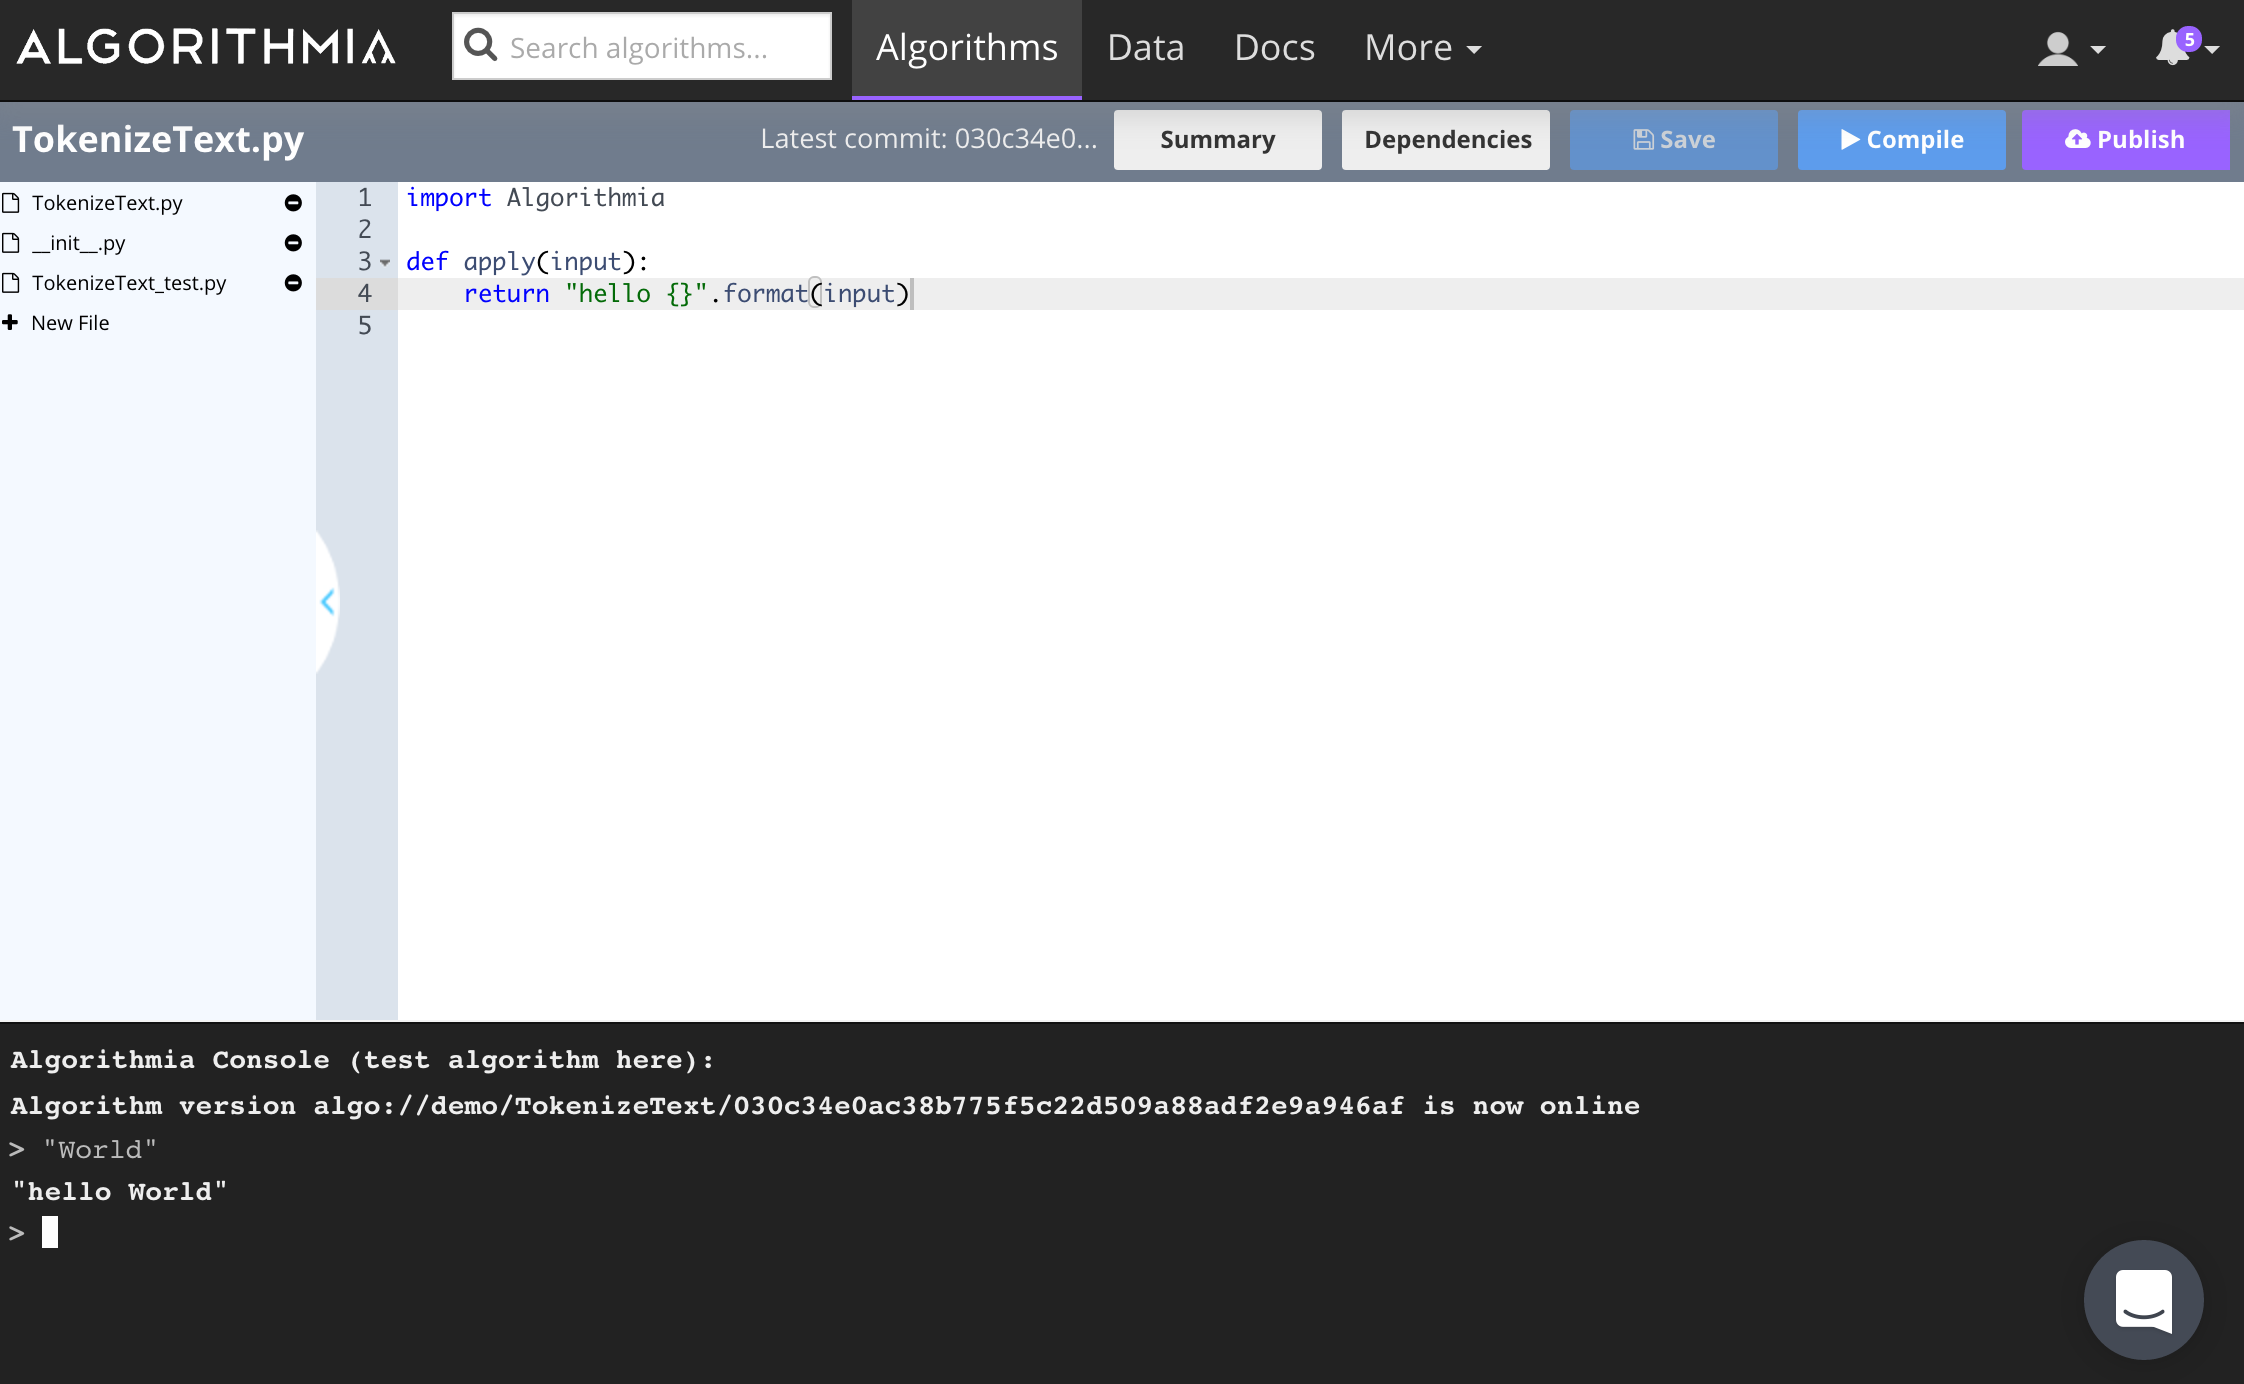 ALGORITHMIA
Search algorithms...
Algorithms
Data
Docs
More
5
TokenizeText.py
Latest commit: 030c34e0...
Summary
Dependencies
Save
Compile
Publish
TokenizeText.py
__init__.py
TokenizeText_test.py
New File
1 import Algorithmia
2
3 def apply(input):
4     return "hello {}".format(input)
5
Algorithmia Console (test algorithm here):
Algorithm version algo://demo/TokenizeText/030c34e0ac38b775f5c22d509a88adf2e9a946af is now online
> "World"
"hello World"
>